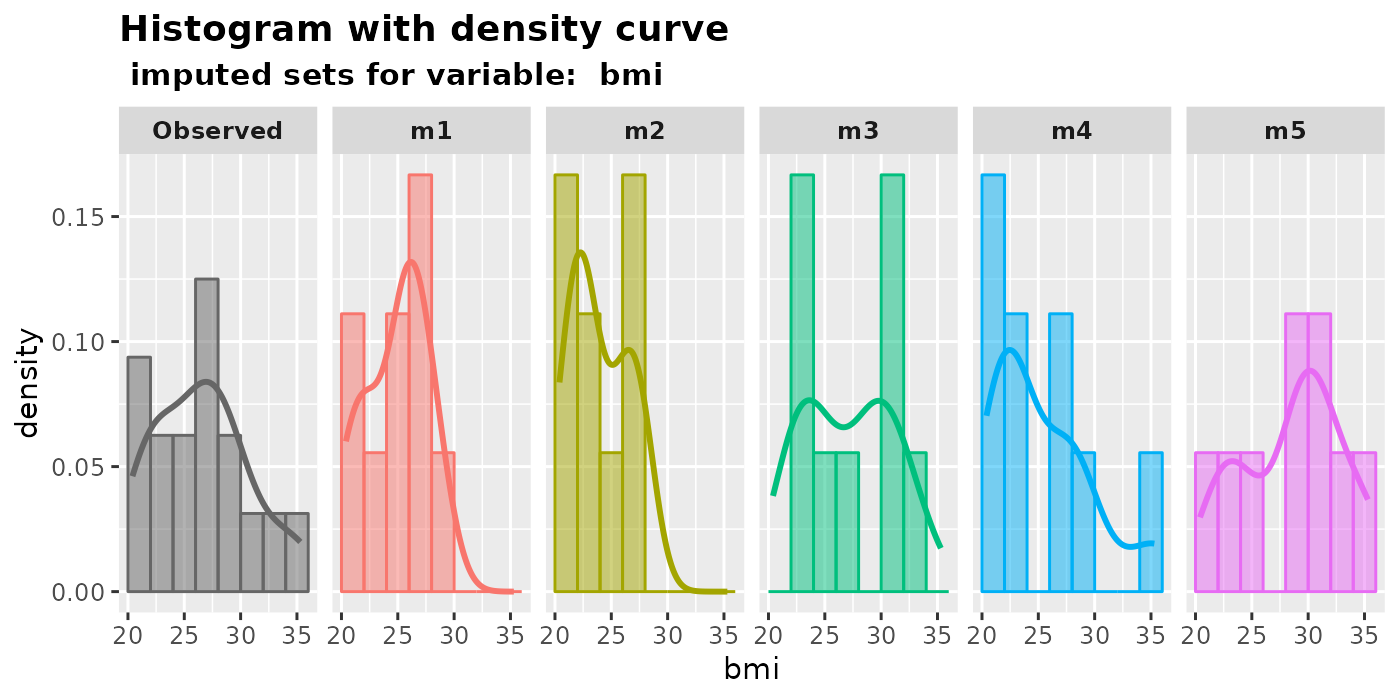 Histogram with density curve
imputed sets for variable:  bmi
Observed m1 m2 m3 m4 m5
density
0.15
0.10
0.05
0.00
20 25 30 35 20 25 30 35 20 25 30 35 20 25 30 35 20 25 30 35 20 25 30 35
bmi